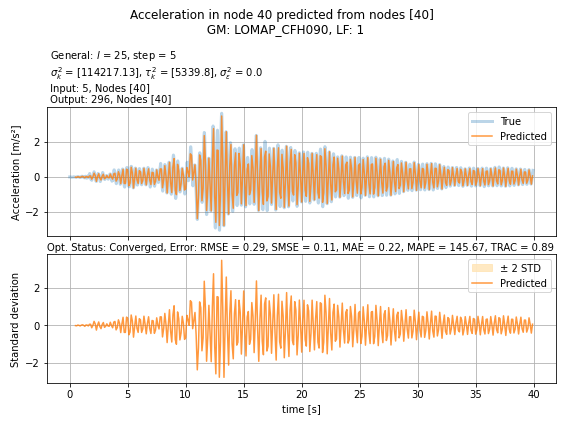 Acceleration in node 40 predicted from nodes [40]
GM: LOMAP_CFH090, LF: 1
General: l = 25, step = 5
σ²ₖ = [114217.13], τ²ₖ = [5339.8], σ²ε = 0.0
Input: 5, Nodes [40]
Output: 296, Nodes [40]
Acceleration [m/s²]
2
0
−2
True
Predicted
Opt. Status: Converged, Error: RMSE = 0.29, SMSE = 0.11, MAE = 0.22, MAPE = 145.67, TRAC = 0.89
Standard deviation
2
0
−2
± 2 STD
Predicted
0 5 10 15 20 25 30 35 40
time [s]